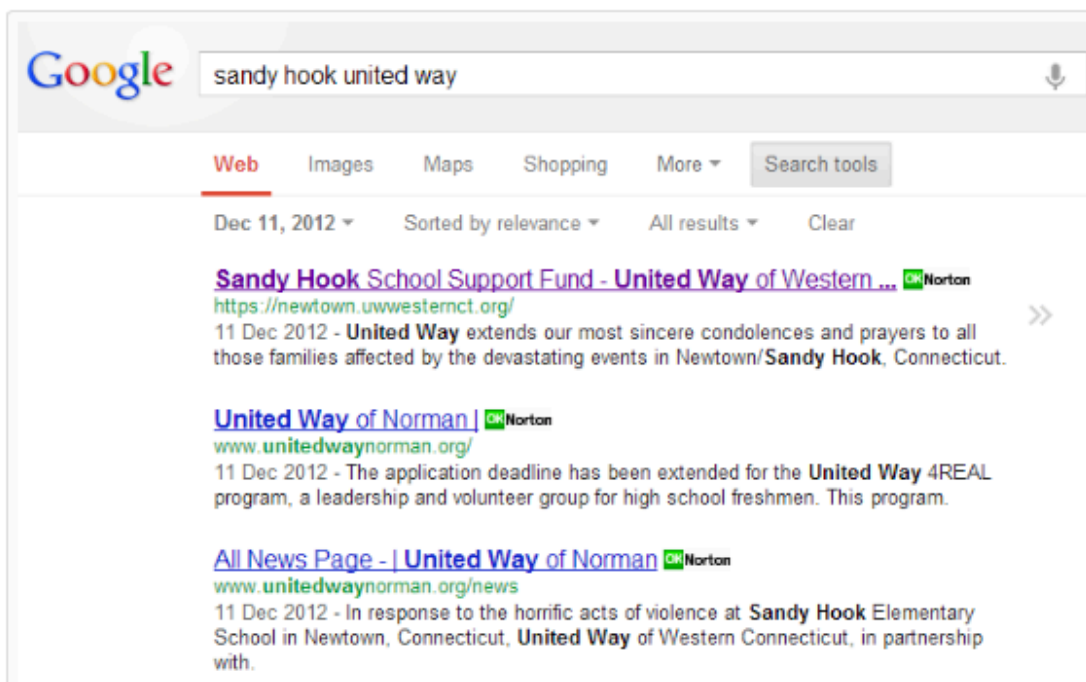 Google sandy hook united way
Web Images Maps Shopping More Search tools
Dec 11, 2012 Sorted by relevance All results Clear
Sandy Hook School Support Fund - United Way of Western ... OK Norton
https://newtown.uwwesternct.org/
11 Dec 2012 - United Way extends our most sincere condolences and prayers to all
those families affected by the devastating events in Newtown/Sandy Hook, Connecticut.
United Way of Norman | OK Norton
www.unitedwaynorman.org/
11 Dec 2012 - The application deadline has been extended for the United Way 4REAL
program, a leadership and volunteer group for high school freshmen. This program.
All News Page - | United Way of Norman OK Norton
www.unitedwaynorman.org/news
11 Dec 2012 - In response to the horrific acts of violence at Sandy Hook Elementary
School in Newtown, Connecticut, United Way of Western Connecticut, in partnership
with.